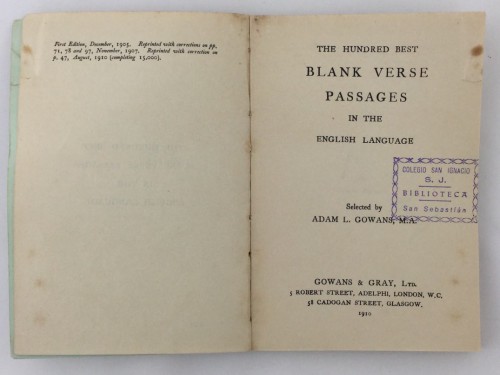 First Edition, December, 1905. Reprinted with corrections on pp.
71, 78 and 97, November, 1907. Reprinted with correction on
p. 47, August, 1910 (completing 15,000).
THE HUNDRED BEST
BLANK VERSE
PASSAGES
IN THE
ENGLISH LANGUAGE
COLEGIO SAN IGNACIO
S. J.
BIBLIOTECA
San Sebastián
Selected by
ADAM L. GOWANS, M.A.
GOWANS & GRAY, LTD.
5 ROBERT STREET, ADELPHI, LONDON, W.C.
58 CADOGAN STREET, GLASGOW.
1910